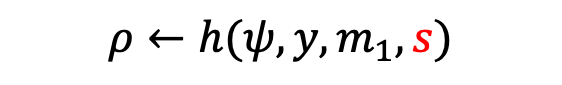 ρ ← h(ψ, y, m₁, s)